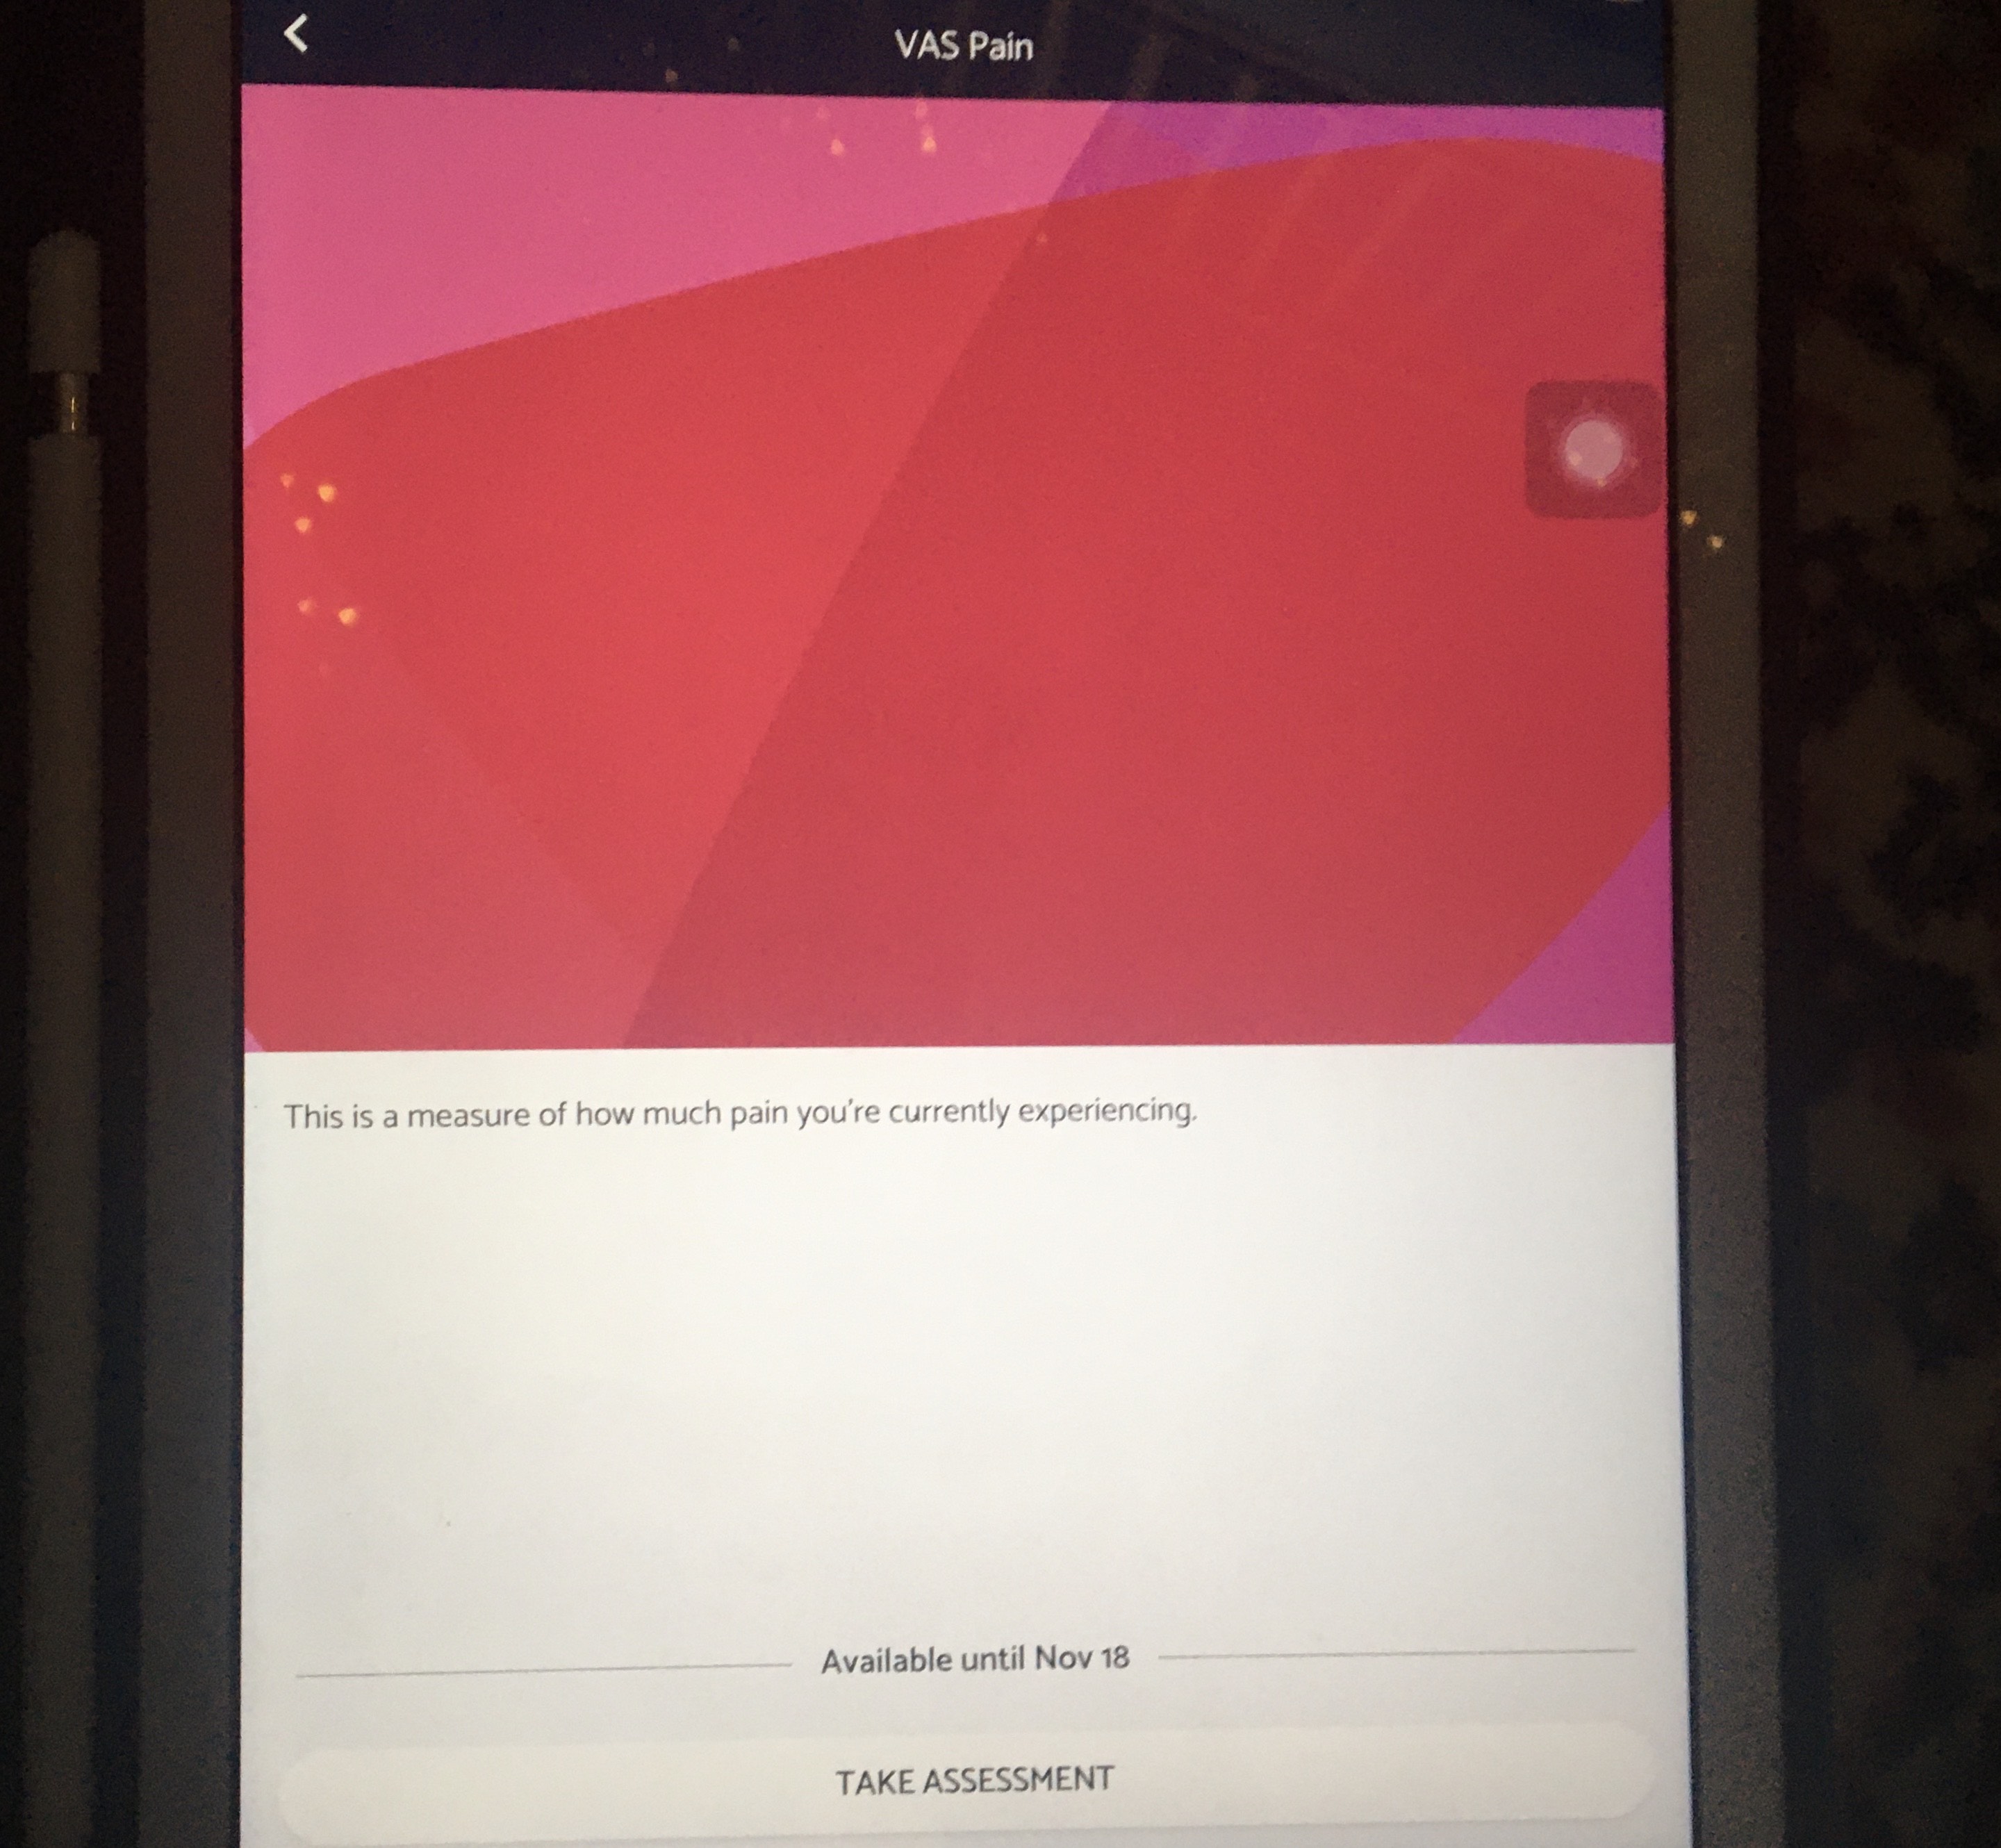 VAS Pain
This is a measure of how much pain you're currently experiencing.
Available until Nov 18
TAKE ASSESSMENT